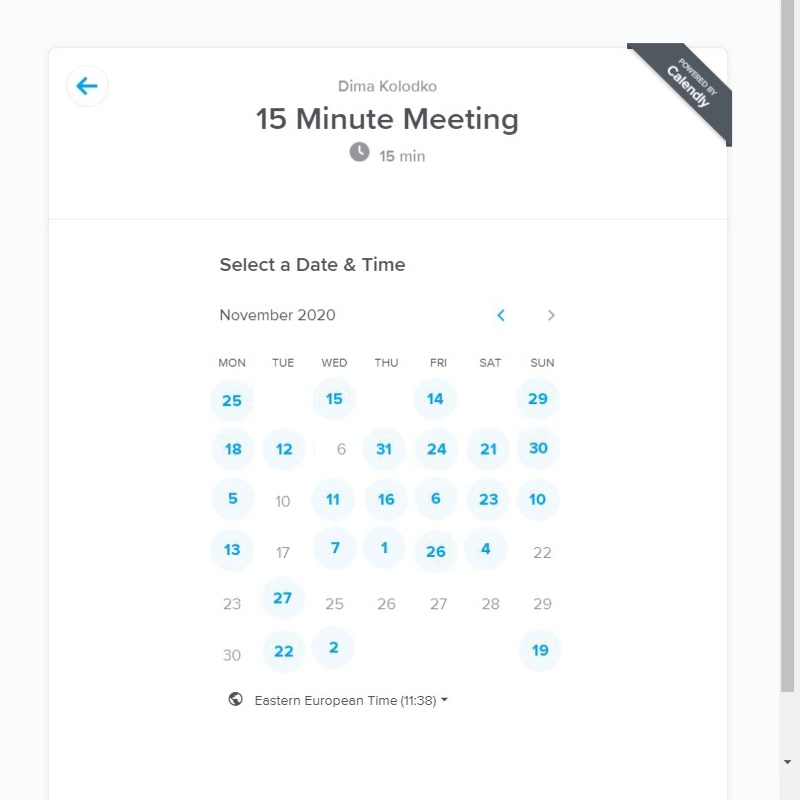 POWERED BY
Calendly
Dima Kolodko
15 Minute Meeting
15 min
Select a Date & Time
November 2020
MON TUE WED THU FRI SAT SUN
25 15 14 29
18 12 6 31 24 21 30
5 10 11 16 6 23 10
13 17 7 1 26 4 22
23 27 25 26 27 28 29
30 22 2 19
Eastern European Time (11:38)